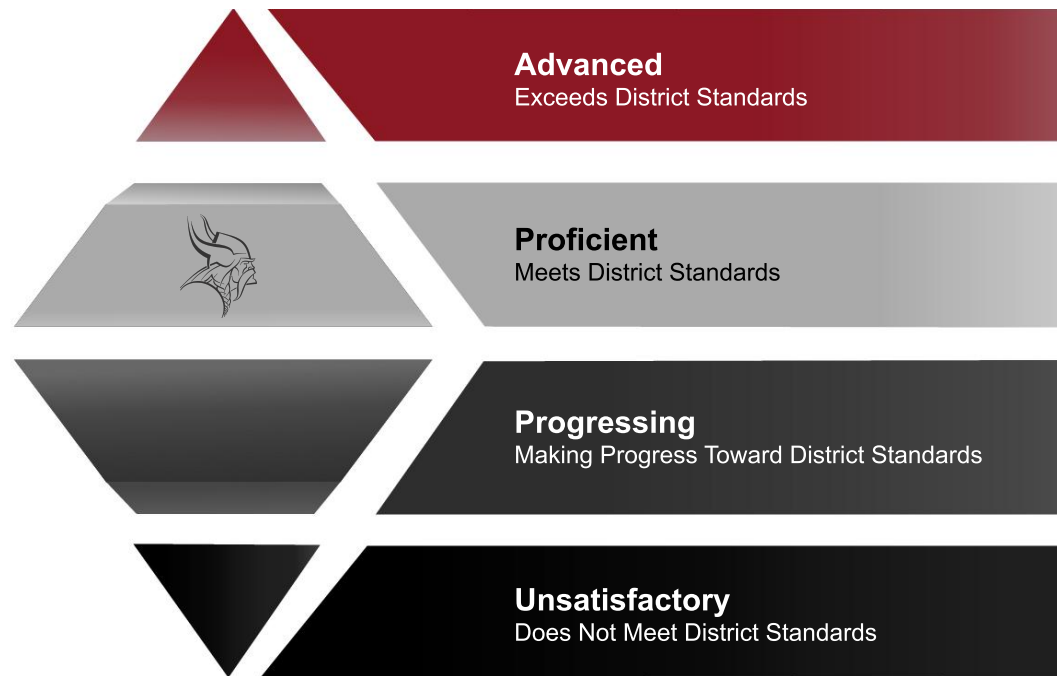 Advanced
Exceeds District Standards
Proficient
Meets District Standards
Progressing
Making Progress Toward District Standards
Unsatisfactory
Does Not Meet District Standards